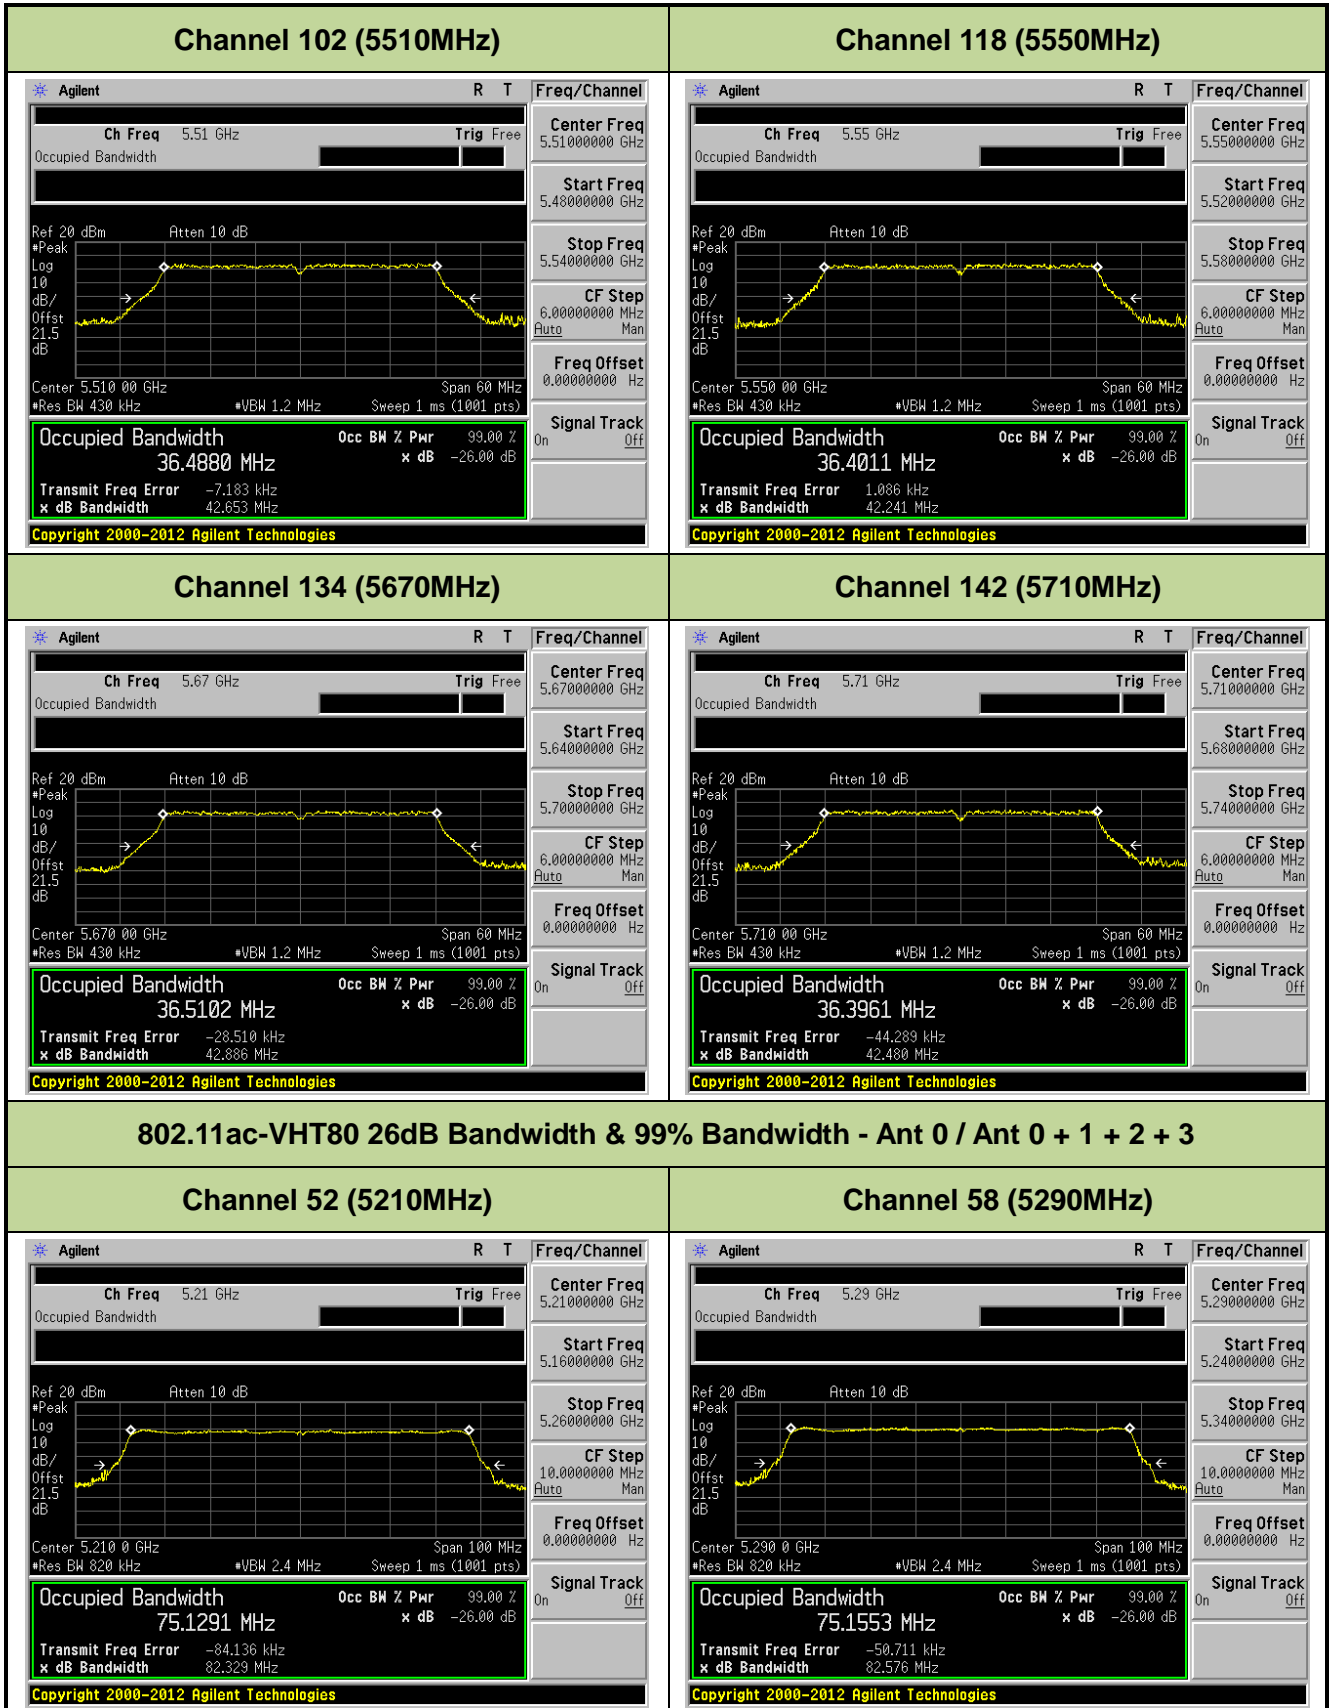 Channel 102 (5510MHz)
Channel 118 (5550MHz)
Agilent R T Freq/Channel
Ch Freq 5.51 GHz Trig Free
Occupied Bandwidth
Center Freq
5.51000000 GHz
Start Freq
5.48000000 GHz
Stop Freq
5.54000000 GHz
CF Step
6.00000000 MHz
Auto Man
Freq Offset
0.00000000 Hz
Signal Track
On Off
Ref 20 dBm Atten 10 dB
#Peak
Log
10
dB/
Offst
21.5
dB
Center 5.510 00 GHz Span 60 MHz
#Res BW 430 kHz #VBW 1.2 MHz Sweep 1 ms (1001 pts)
Occupied Bandwidth Occ BW % Pwr 99.00 %
36.4880 MHz x dB -26.00 dB
Transmit Freq Error -7.183 kHz
x dB Bandwidth 42.653 MHz
Copyright 2000-2012 Agilent Technologies
Agilent R T Freq/Channel
Ch Freq 5.55 GHz Trig Free
Occupied Bandwidth
Center Freq
5.55000000 GHz
Start Freq
5.52000000 GHz
Stop Freq
5.58000000 GHz
CF Step
6.00000000 MHz
Auto Man
Freq Offset
0.00000000 Hz
Signal Track
On Off
Ref 20 dBm Atten 10 dB
#Peak
Log
10
dB/
Offst
21.5
dB
Center 5.550 00 GHz Span 60 MHz
#Res BW 430 kHz #VBW 1.2 MHz Sweep 1 ms (1001 pts)
Occupied Bandwidth Occ BW % Pwr 99.00 %
36.4011 MHz x dB -26.00 dB
Transmit Freq Error 1.086 kHz
x dB Bandwidth 42.241 MHz
Copyright 2000-2012 Agilent Technologies
Channel 134 (5670MHz)
Channel 142 (5710MHz)
Agilent R T Freq/Channel
Ch Freq 5.67 GHz Trig Free
Occupied Bandwidth
Center Freq
5.67000000 GHz
Start Freq
5.64000000 GHz
Stop Freq
5.70000000 GHz
CF Step
6.00000000 MHz
Auto Man
Freq Offset
0.00000000 Hz
Signal Track
On Off
Ref 20 dBm Atten 10 dB
#Peak
Log
10
dB/
Offst
21.5
dB
Center 5.670 00 GHz Span 60 MHz
#Res BW 430 kHz #VBW 1.2 MHz Sweep 1 ms (1001 pts)
Occupied Bandwidth Occ BW % Pwr 99.00 %
36.5102 MHz x dB -26.00 dB
Transmit Freq Error -28.510 kHz
x dB Bandwidth 42.886 MHz
Copyright 2000-2012 Agilent Technologies
Agilent R T Freq/Channel
Ch Freq 5.71 GHz Trig Free
Occupied Bandwidth
Center Freq
5.71000000 GHz
Start Freq
5.68000000 GHz
Stop Freq
5.74000000 GHz
CF Step
6.00000000 MHz
Auto Man
Freq Offset
0.00000000 Hz
Signal Track
On Off
Ref 20 dBm Atten 10 dB
#Peak
Log
10
dB/
Offst
21.5
dB
Center 5.710 00 GHz Span 60 MHz
#Res BW 430 kHz #VBW 1.2 MHz Sweep 1 ms (1001 pts)
Occupied Bandwidth Occ BW % Pwr 99.00 %
36.3961 MHz x dB -26.00 dB
Transmit Freq Error -44.289 kHz
x dB Bandwidth 42.480 MHz
Copyright 2000-2012 Agilent Technologies
802.11ac-VHT80 26dB Bandwidth & 99% Bandwidth - Ant 0 / Ant 0 + 1 + 2 + 3
Channel 52 (5210MHz)
Channel 58 (5290MHz)
Agilent R T Freq/Channel
Ch Freq 5.21 GHz Trig Free
Occupied Bandwidth
Center Freq
5.21000000 GHz
Start Freq
5.16000000 GHz
Stop Freq
5.26000000 GHz
CF Step
10.0000000 MHz
Auto Man
Freq Offset
0.00000000 Hz
Signal Track
On Off
Ref 20 dBm Atten 10 dB
#Peak
Log
10
dB/
Offst
21.5
dB
Center 5.210 0 GHz Span 100 MHz
#Res BW 820 kHz #VBW 2.4 MHz Sweep 1 ms (1001 pts)
Occupied Bandwidth Occ BW % Pwr 99.00 %
75.1291 MHz x dB -26.00 dB
Transmit Freq Error -84.136 kHz
x dB Bandwidth 82.329 MHz
Copyright 2000-2012 Agilent Technologies
Agilent R T Freq/Channel
Ch Freq 5.29 GHz Trig Free
Occupied Bandwidth
Center Freq
5.29000000 GHz
Start Freq
5.24000000 GHz
Stop Freq
5.34000000 GHz
CF Step
10.0000000 MHz
Auto Man
Freq Offset
0.00000000 Hz
Signal Track
On Off
Ref 20 dBm Atten 10 dB
#Peak
Log
10
dB/
Offst
21.5
dB
Center 5.290 0 GHz Span 100 MHz
#Res BW 820 kHz #VBW 2.4 MHz Sweep 1 ms (1001 pts)
Occupied Bandwidth Occ BW % Pwr 99.00 %
75.1553 MHz x dB -26.00 dB
Transmit Freq Error -50.711 kHz
x dB Bandwidth 82.576 MHz
Copyright 2000-2012 Agilent Technologies